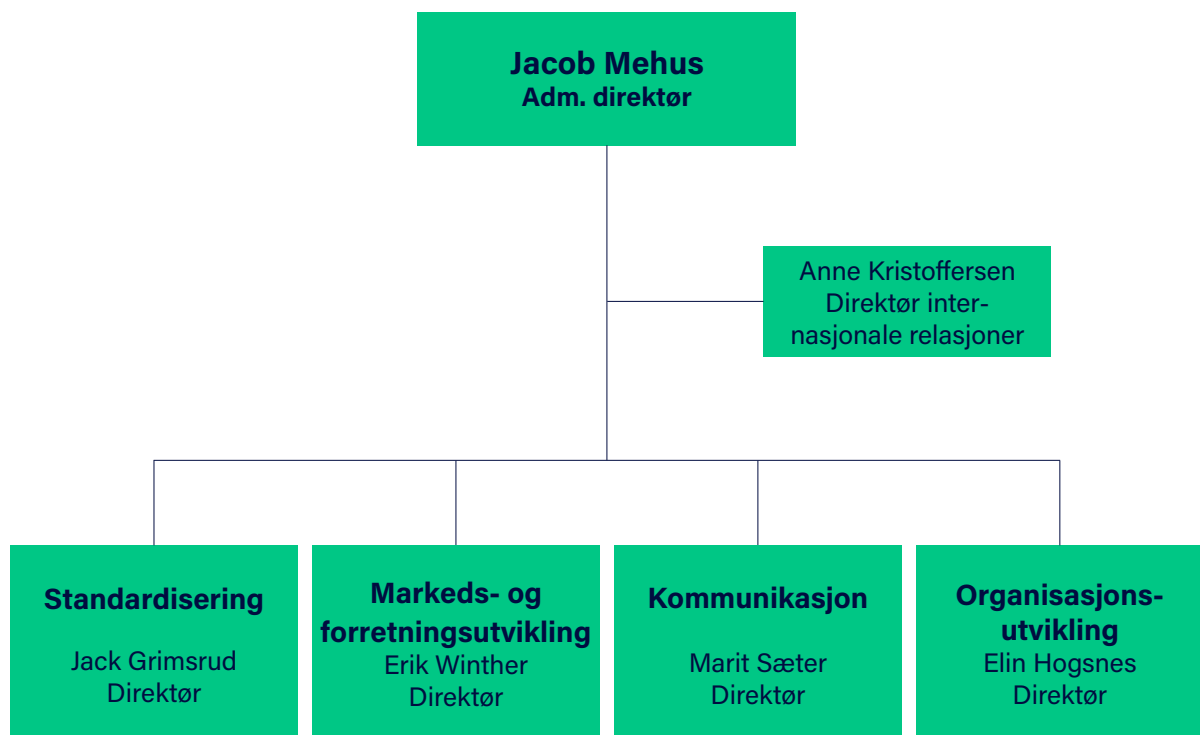 Jacob Mehus
Adm. direktør
Anne Kristoffersen
Direktør inter-
nasjonale relasjoner
Standardisering
Jack Grimsrud
Direktør
Markeds- og
forretningsutvikling
Erik Winther
Direktør
Kommunikasjon
Marit Sæter
Direktør
Organisasjons-
utvikling
Elin Hogsnes
Direktør